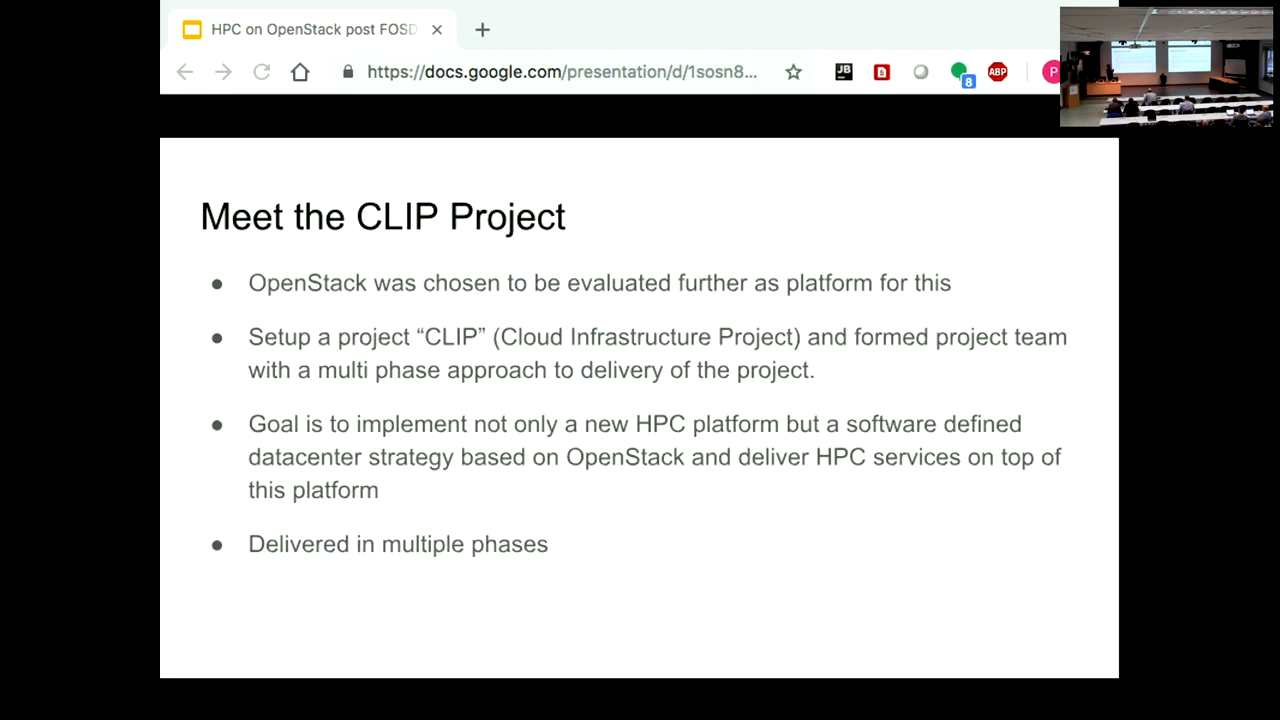 HPC on OpenStack post FOSD
https://docs.google.com/presentation/d/1sosn8...
JB
8
ABP
P
Meet the CLIP Project
● OpenStack was chosen to be evaluated further as platform for this
● Setup a project “CLIP” (Cloud Infrastructure Project) and formed project team
with a multi phase approach to delivery of the project.
● Goal is to implement not only a new HPC platform but a software defined
datacenter strategy based on OpenStack and deliver HPC services on top of
this platform
● Delivered in multiple phases